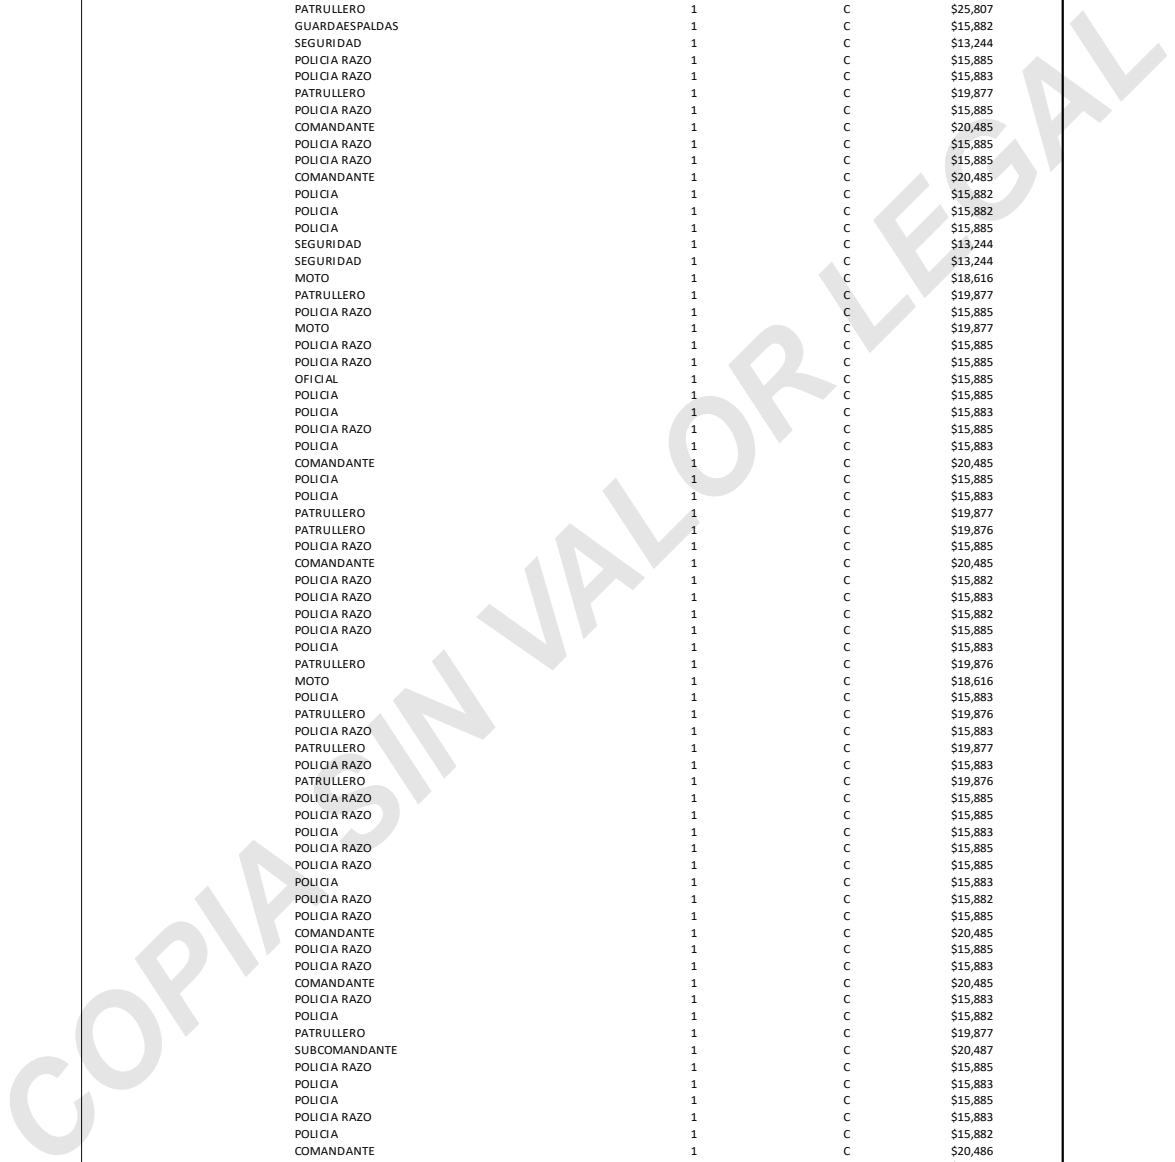 PATRULLERO 1 C $25,807
GUARDAESPALDAS 1 C $15,882
SEGURIDAD 1 C $13,244
POLICIA RAZO 1 C $15,885
POLICIA RAZO 1 C $15,883
PATRULLERO 1 C $19,877
POLICIA RAZO 1 C $15,885
COMANDANTE 1 C $20,485
POLICIA RAZO 1 C $15,885
POLICIA RAZO 1 C $15,885
COMANDANTE 1 C $20,485
POLICIA 1 C $15,882
POLICIA 1 C $15,882
POLICIA 1 C $15,885
SEGURIDAD 1 C $13,244
SEGURIDAD 1 C $13,244
MOTO 1 C $18,616
PATRULLERO 1 C $19,877
POLICIA RAZO 1 C $15,885
MOTO 1 C $19,877
POLICIA RAZO 1 C $15,885
POLICIA RAZO 1 C $15,885
OFICIAL 1 C $15,885
POLICIA 1 C $15,885
POLICIA 1 C $15,883
POLICIA RAZO 1 C $15,885
POLICIA 1 C $15,883
COMANDANTE 1 C $20,485
POLICIA 1 C $15,885
POLICIA 1 C $15,883
PATRULLERO 1 C $19,877
PATRULLERO 1 C $19,876
POLICIA RAZO 1 C $15,885
COMANDANTE 1 C $20,485
POLICIA RAZO 1 C $15,882
POLICIA RAZO 1 C $15,883
POLICIA RAZO 1 C $15,882
POLICIA RAZO 1 C $15,885
POLICIA 1 C $15,883
PATRULLERO 1 C $19,876
MOTO 1 C $18,616
POLICIA 1 C $15,883
PATRULLERO 1 C $19,876
POLICIA RAZO 1 C $15,883
PATRULLERO 1 C $19,877
POLICIA RAZO 1 C $15,883
PATRULLERO 1 C $19,876
POLICIA RAZO 1 C $15,885
POLICIA RAZO 1 C $15,885
POLICIA 1 C $15,883
POLICIA RAZO 1 C $15,885
POLICIA RAZO 1 C $15,885
POLICIA 1 C $15,883
POLICIA RAZO 1 C $15,882
POLICIA RAZO 1 C $15,885
COMANDANTE 1 C $20,485
POLICIA RAZO 1 C $15,885
POLICIA RAZO 1 C $15,883
COMANDANTE 1 C $20,485
POLICIA RAZO 1 C $15,883
POLICIA 1 C $15,882
PATRULLERO 1 C $19,877
SUBCOMANDANTE 1 C $20,487
POLICIA RAZO 1 C $15,885
POLICIA 1 C $15,883
POLICIA 1 C $15,885
POLICIA RAZO 1 C $15,883
POLICIA 1 C $15,882
COMANDANTE 1 C $20,486
COPIA SIN VALOR LEGAL